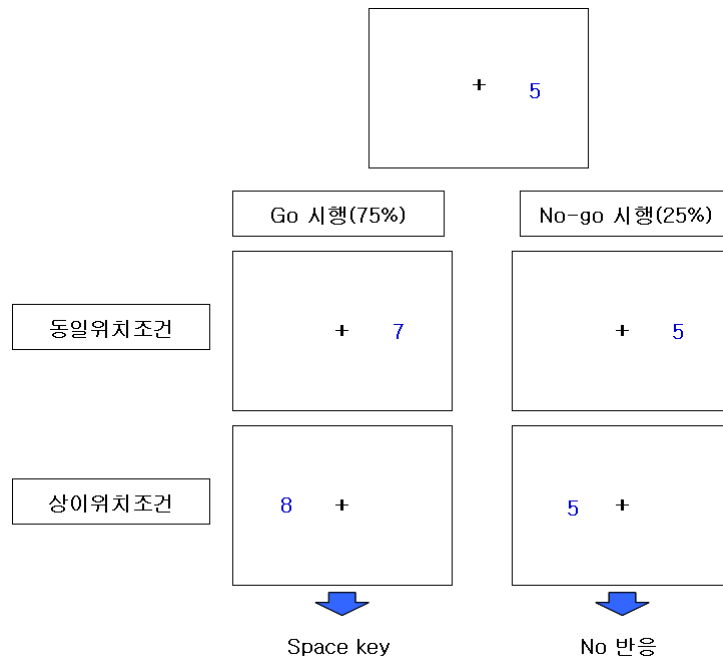 + 5
Go 시행(75%) No-go 시행(25%)
동일위치조건 + 7 + 5
상이위치조건 8 + 5 +
Space key No 반응